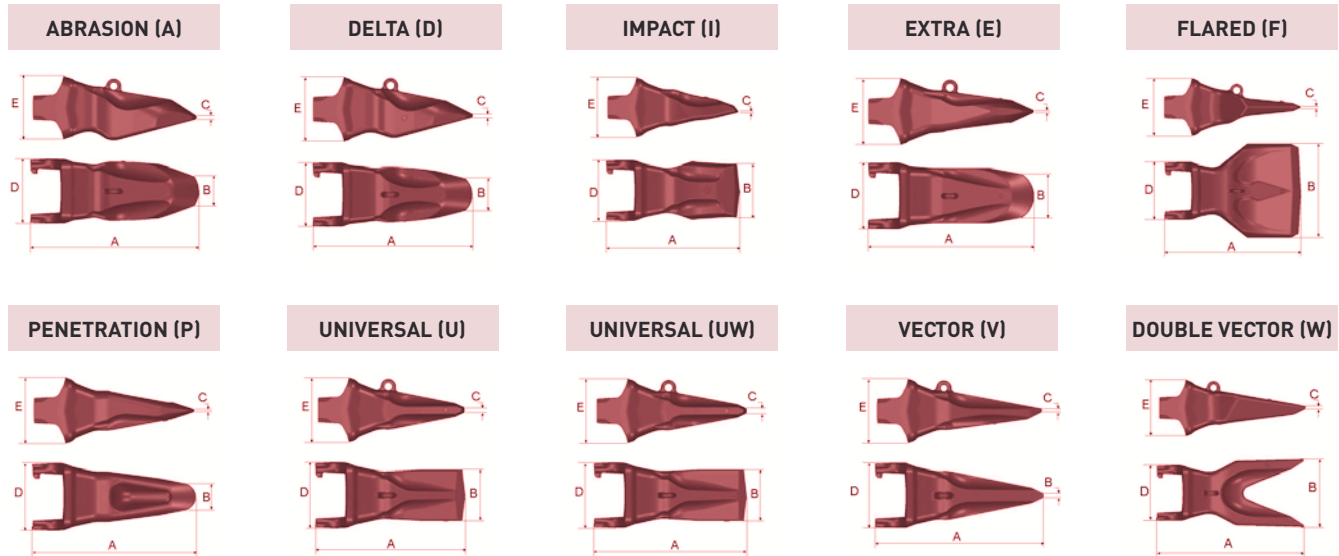 ABRASION (A)
DELTA (D)
IMPACT (I)
EXTRA (E)
FLARED (F)
E
C
D
B
A
E
C
D
B
A
E
C
D
B
A
E
C
D
B
A
E
C
D
B
A
PENETRATION (P)
UNIVERSAL (U)
UNIVERSAL (UW)
VECTOR (V)
DOUBLE VECTOR (W)
E
C
D
B
A
E
C
D
B
A
E
C
D
B
A
E
C
D
B
A
E
C
D
B
A